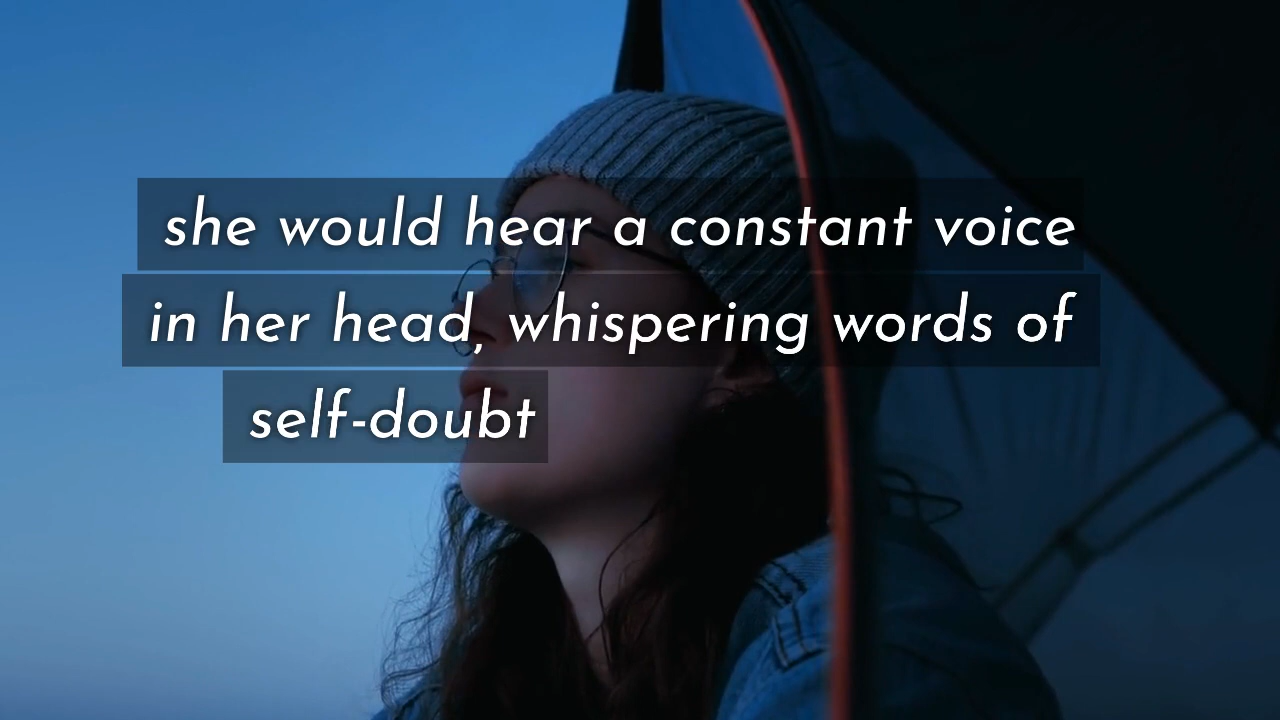 she would hear a constant voice
in her head, whispering words of
self-doubt